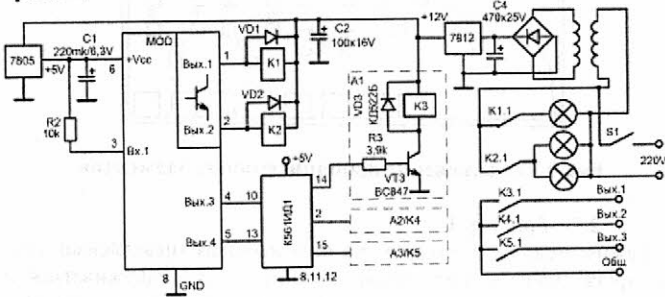 7805
+5V
C1
220mk/6,3V
R2
10k
MOD
+Vcc
6
Вх.1
3
Вых.1
1
Вых.2
2
Вых.3
4
Вых.4
5
8
GND
VD1
K1
VD2
K2
C2
100x16V
+5V
10
13
К561ИД1
14
2
15
8,11,12
A1
VD3
КД522Б
K3
R3
3,9k
VT3
BC847
A2/K4
A3/K5
+12V
7812
C4
470x25V
K1.1
K2.1
S1
220V
K3.1
Вых.1
K4.1
Вых.2
K5.1
Вых.3
Общ